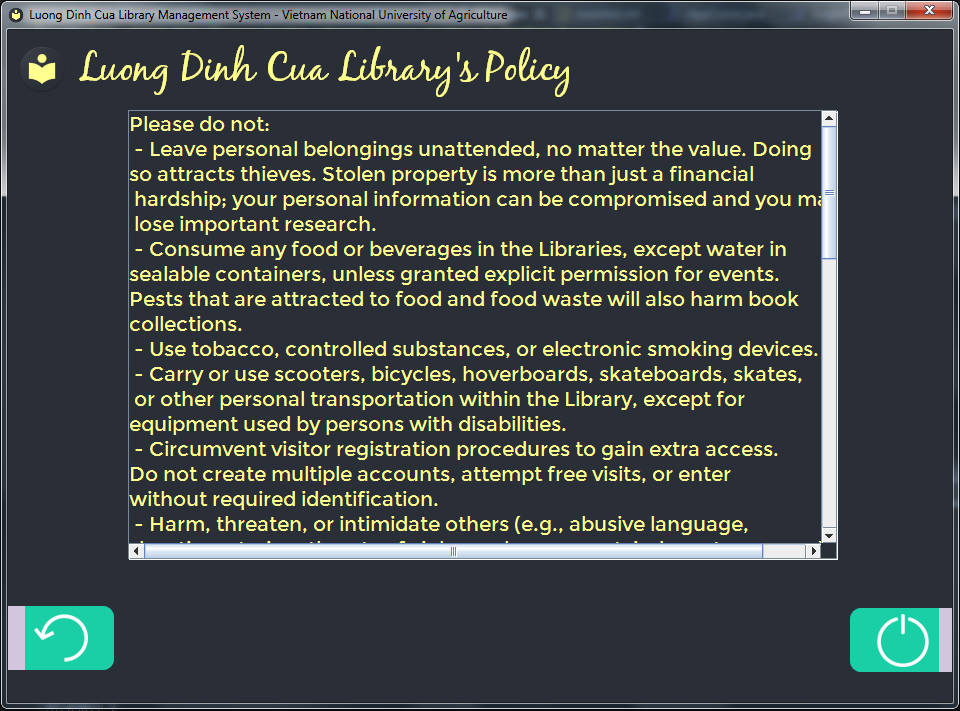 Luong Dinh Cua Library Management System - Vietnam National University of Agriculture
Luong Dinh Cua Library's Policy
Please do not:
- Leave personal belongings unattended, no matter the value. Doing
so attracts thieves. Stolen property is more than just a financial
hardship; your personal information can be compromised and you
lose important research.
- Consume any food or beverages in the Libraries, except water in
sealable containers, unless granted explicit permission for events.
Pests that are attracted to food and food waste will also harm book
collections.
- Use tobacco, controlled substances, or electronic smoking devices.
- Carry or use scooters, bicycles, hoverboards, skateboards, skates,
or other personal transportation within the Library, except for
equipment used by persons with disabilities.
- Circumvent visitor registration procedures to gain extra access.
Do not create multiple accounts, attempt free visits, or enter
without required identification.
- Harm, threaten, or intimidate others (e.g., abusive language,